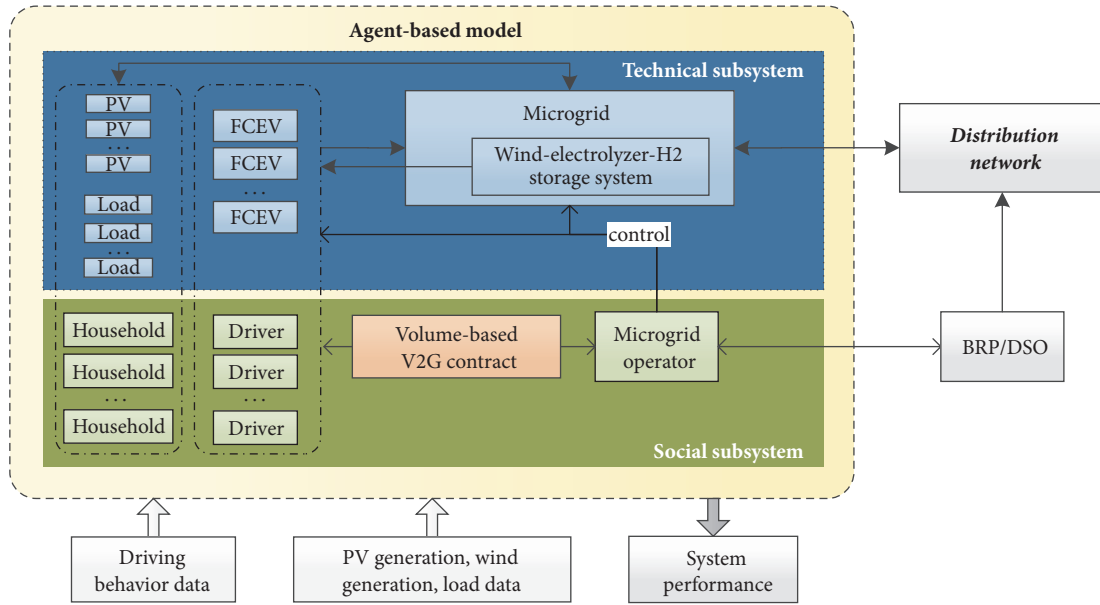 Agent-based model
Technical subsystem
PV
PV
...
PV
Load
Load
...
Load
FCEV
FCEV
...
FCEV
Microgrid
Wind-electrolyzer-H2
storage system
control
Distribution
network
Household
Household
...
Household
Driver
Driver
...
Driver
Volume-based
V2G contract
Microgrid
operator
BRP/DSO
Social subsystem
Driving
behavior data
PV generation, wind
generation, load data
System
performance